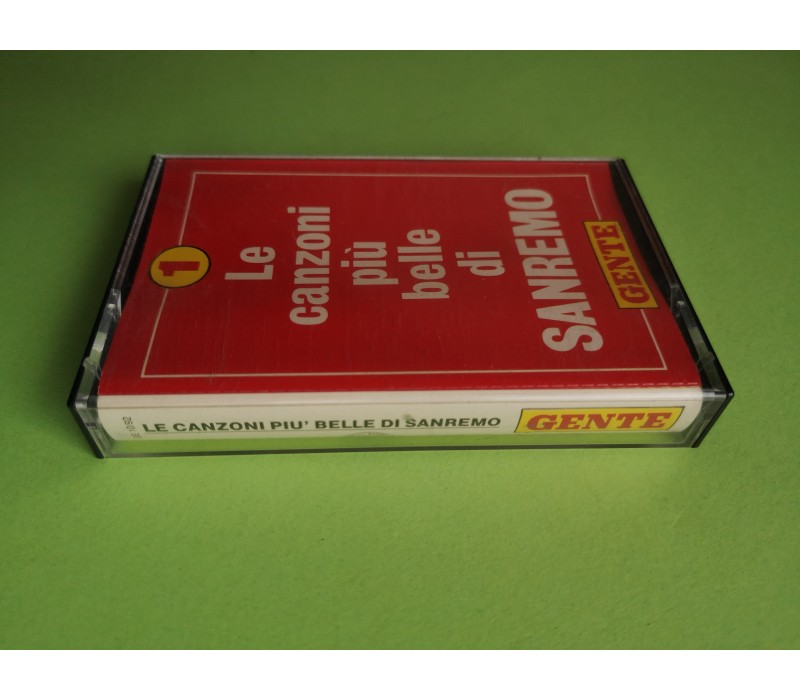 1
Le
canzoni
più
belle
di
SANREMO
GENTE
LE CANZONI PIU' BELLE DI SANREMO
GENTE